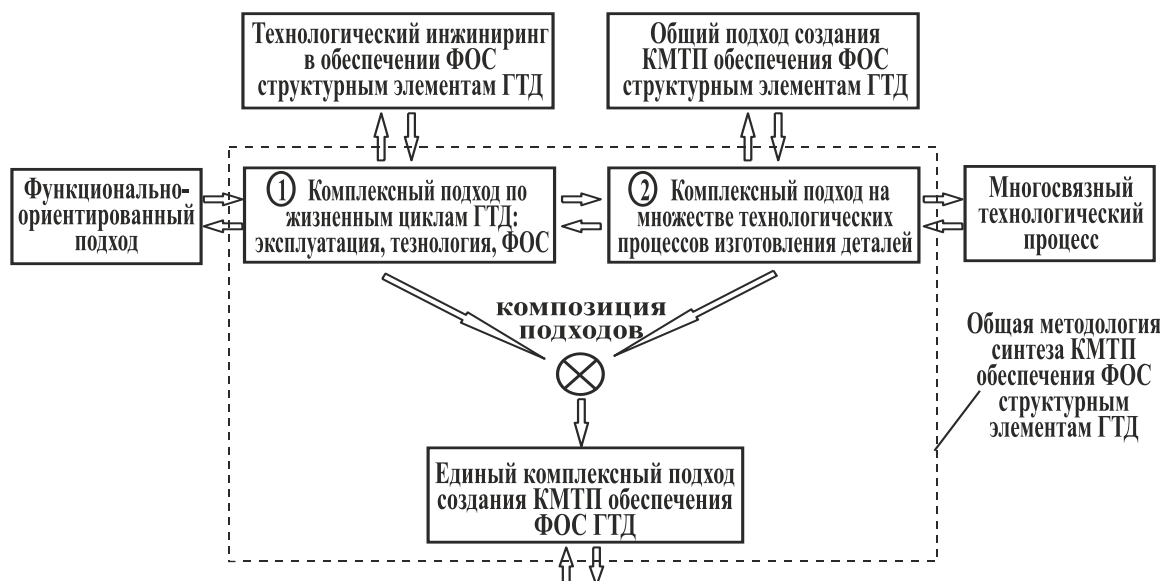 Технологический инжиниринг
в обеспечении ФОС
структурным элементам ГТД
Общий подход создания
КМТП обеспечения ФОС
структурным элементам ГТД
Функционально-
ориентированный
подход
1 Комплексный подход по
жизненным циклам ГТД:
эксплуатация, тезнология, ФОС
2 Комплексный подход на
множестве технологических
процессов изготовления деталей
Многосвязный
технологический
процесс
композиция
подходов
Общая методология
синтеза КМТП
обеспечения ФОС
структурным
элементам ГТД
Единый комплексный подход
создания КМТП обеспечения
ФОС ГТД